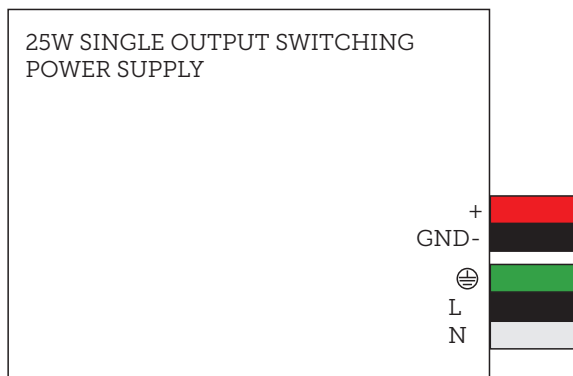 25W SINGLE OUTPUT SWITCHING
POWER SUPPLY
+
GND-
⏚
L
N